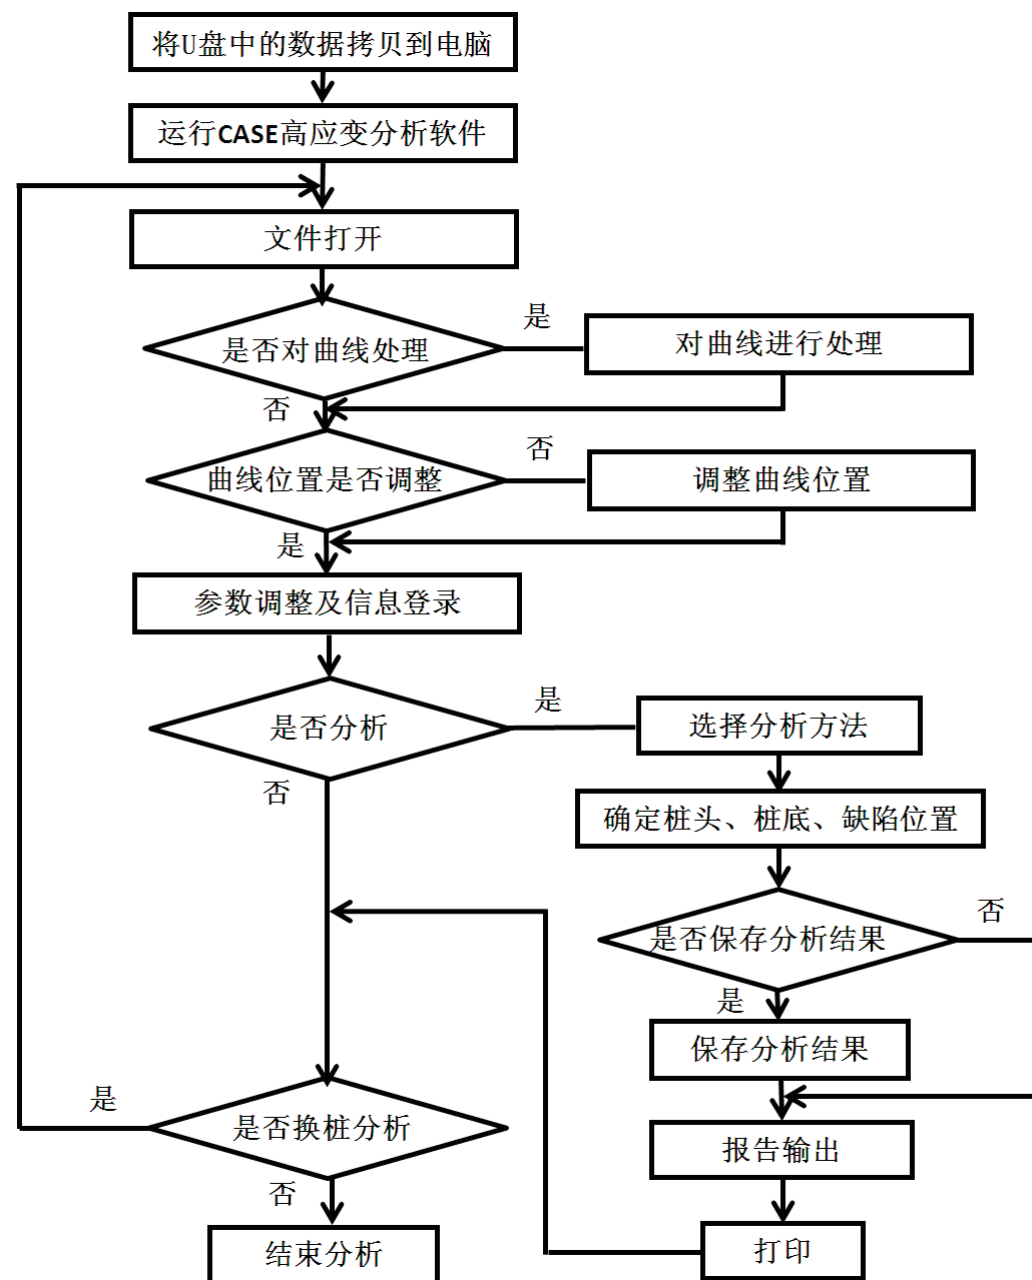 将U盘中的数据拷贝到电脑
运行CASE高应变分析软件
文件打开
是否对曲线处理
是
对曲线进行处理
否
曲线位置是否调整
否
调整曲线位置
是
参数调整及信息登录
是否分析
是
选择分析方法
否
确定桩头、桩底、缺陷位置
是否保存分析结果
否
是
保存分析结果
报告输出
打印
是否换桩分析
是
否
结束分析